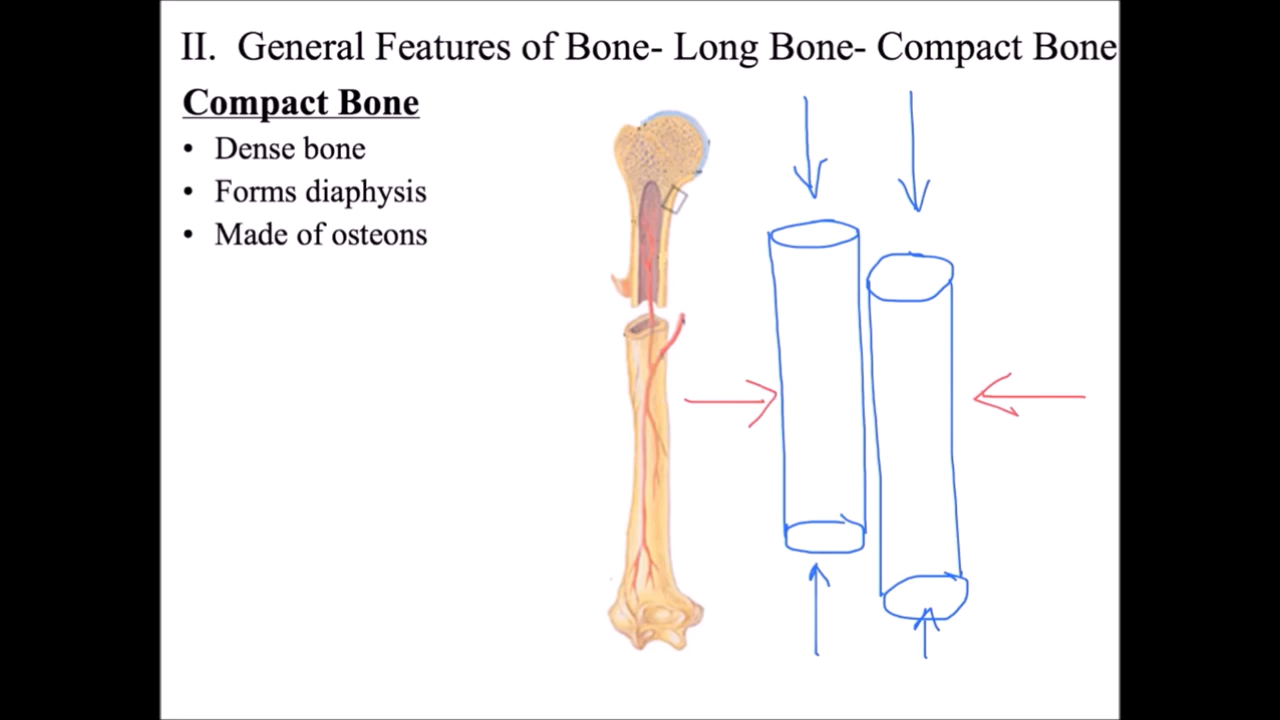 II. General Features of Bone- Long Bone- Compact Bone
Compact Bone
• Dense bone
• Forms diaphysis
• Made of osteons